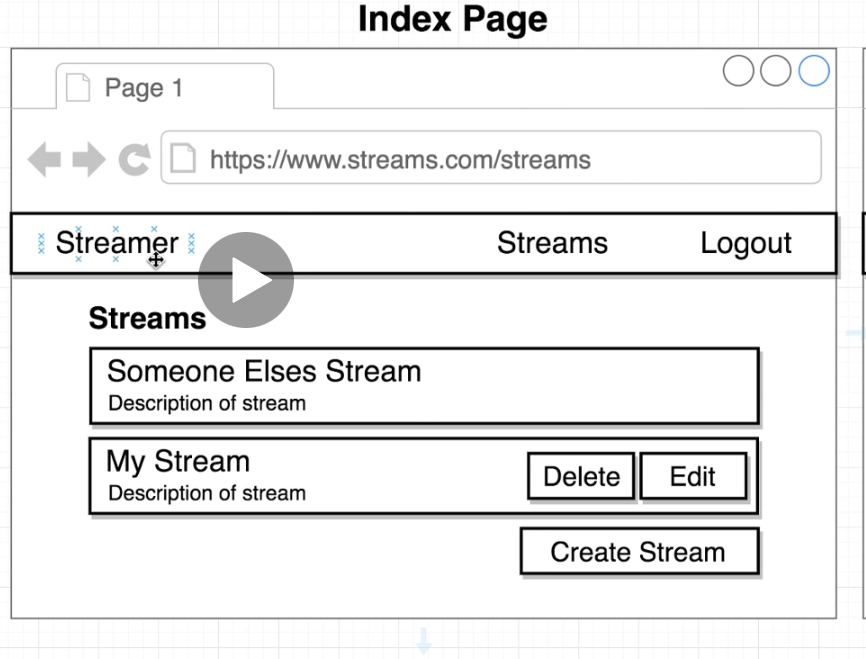 Index Page
Page 1
https://www.streams.com/streams
Streamer Streams Logout
Streams
Someone Elses Stream
Description of stream
My Stream
Description of stream
Delete Edit
Create Stream